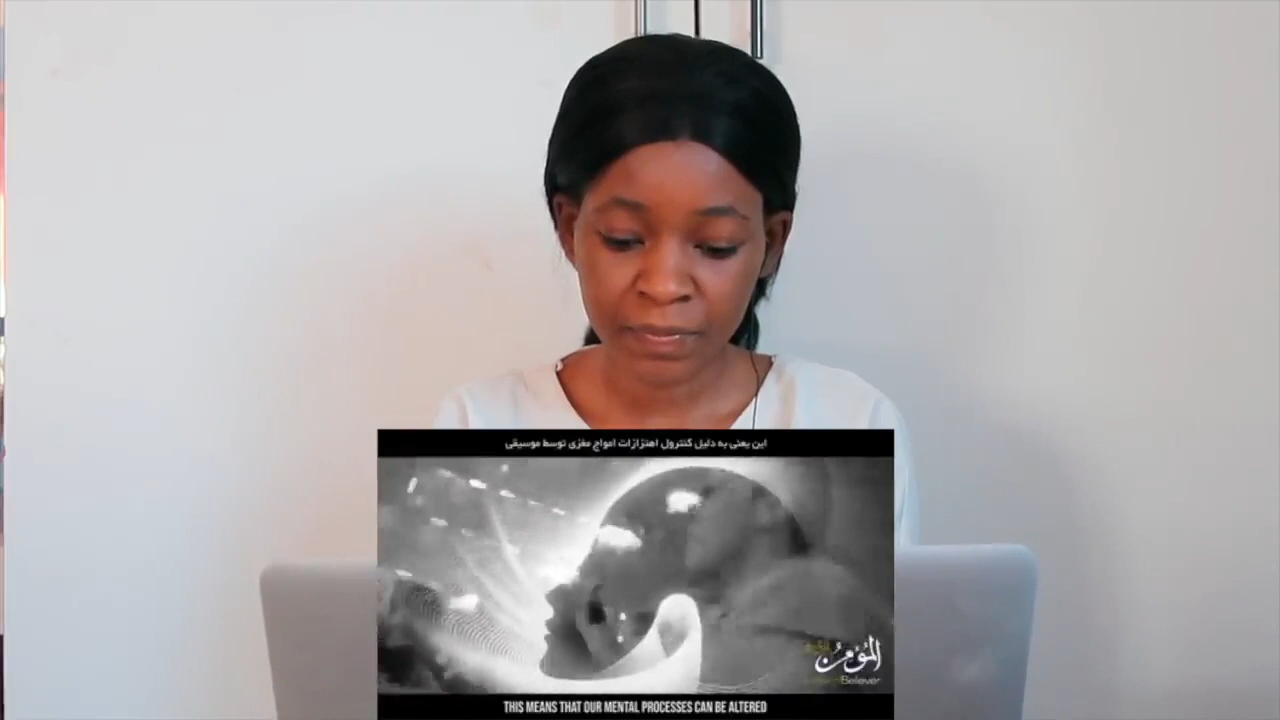 این یعنی به دلیل کنترول اهتزازات امواج مغزی توسط موسیقی
المؤمن
Believer
THIS MEANS THAT OUR MENTAL PROCESSES CAN BE ALTERED